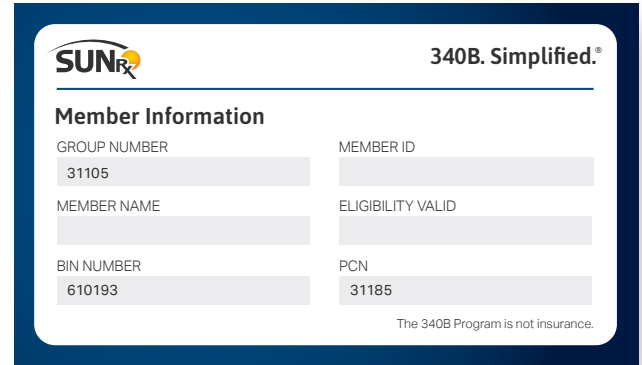 SUNRx
340B. Simplified.®
Member Information
GROUP NUMBER MEMBER ID
31105
MEMBER NAME ELIGIBILITY VALID
BIN NUMBER PCN
610193 31185
The 340B Program is not insurance.